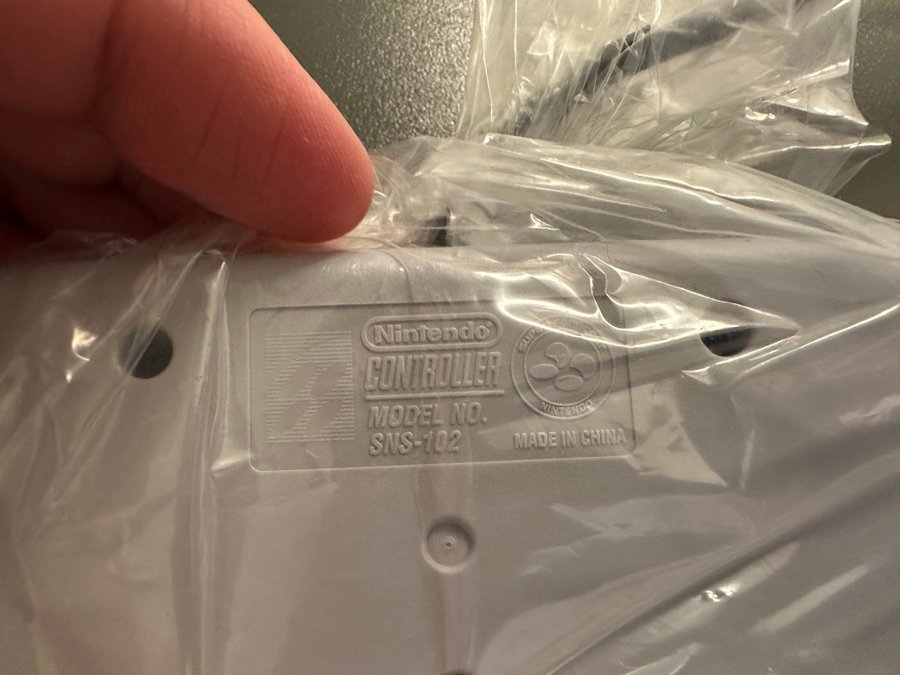 Nintendo®
CONTROLLER
MODEL NO.
SNS-102
NINTENDO
MADE IN CHINA